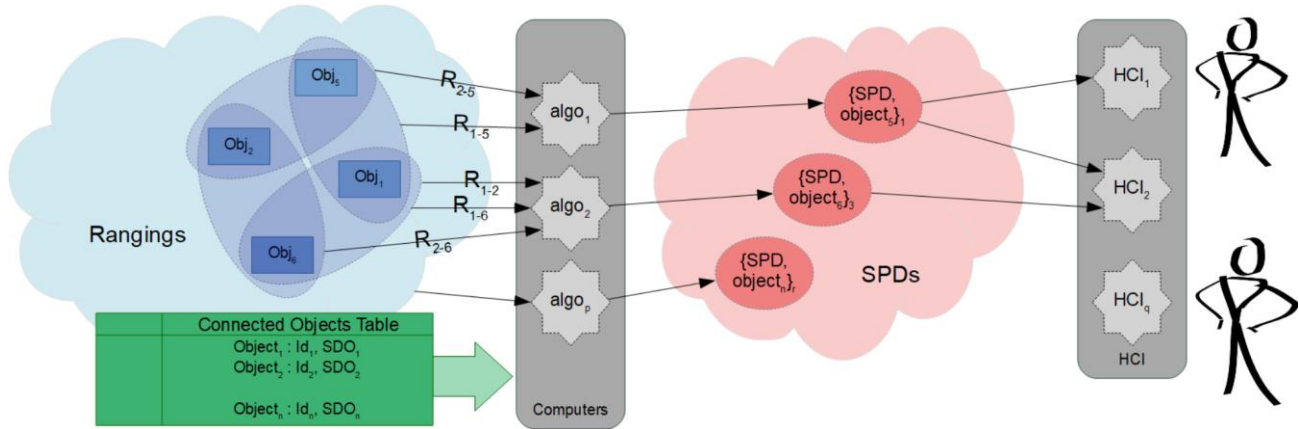 Obj₅
Obj₂
Obj₁
Obj₆
Rangings
R₂₋₅
R₁₋₅
R₁₋₂
R₁₋₆
R₂₋₆
Connected Objects Table
Object₁ : Id₁, SDO₁
Object₂ : Id₂, SDO₂
Objectₙ : Idₙ, SDOₙ
algo₁
algo₂
algoₚ
Computers
{SPD,
object₅}₁
{SPD,
object₆}₃
{SPD,
objectₙ}ᵣ
SPDs
HCI₁
HCI₂
HCI_q
HCI